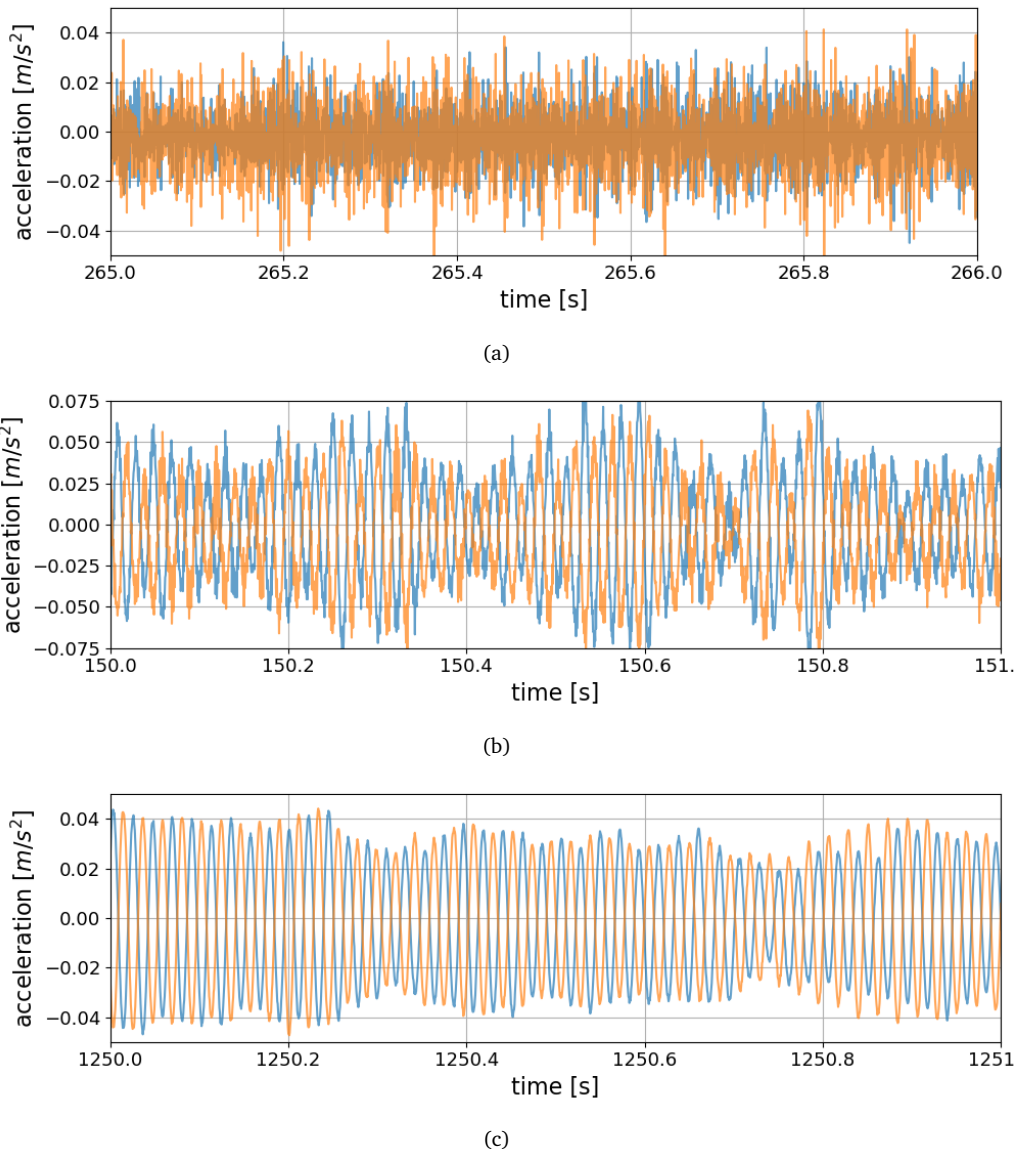 0.04
0.02
0.00
−0.02
−0.04
acceleration [m/s²]
265.0 265.2 265.4 265.6 265.8 266.0
time [s]
(a)
0.075
0.050
0.025
0.000
−0.025
−0.050
−0.075
acceleration [m/s²]
150.0 150.2 150.4 150.6 150.8 151.
time [s]
(b)
0.04
0.02
0.00
−0.02
−0.04
acceleration [m/s²]
1250.0 1250.2 1250.4 1250.6 1250.8 1251
time [s]
(c)